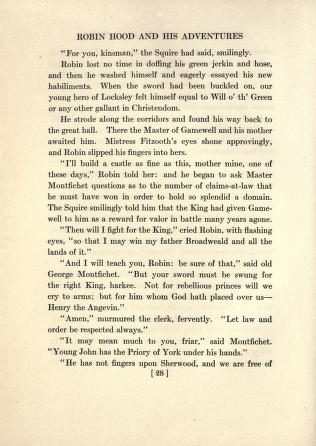 ROBIN HOOD AND HIS ADVENTURES
"For you, kinsman," the Squire had said, smilingly.
Robin lost no time in doffing his green jerkin and hose,
and then he washed himself and eagerly essayed his new
habiliments. When the sword had been buckled on, our
young hero of Locksley felt himself equal to Will o' th' Green
or any other gallant in Christendom.
He strode along the corridors and found his way back to
the great hall. There the Master of Gamewell and his mother
awaited him. Mistress Fitzooth's eyes shone approvingly,
and Robin slipped his fingers into hers.
"I'll build a castle as fine as this, mother mine, one of
these days," Robin told her: and he began to ask Master
Montfichet questions as to the number of claims-at-law that
he must have won in order to hold so splendid a domain.
The Squire smilingly told him that the King had given Game-
well to him as a reward for valor in battle many years agone.
"Then will I fight for the King," cried Robin, with flashing
eyes, "so that I may win my father Broadweald and all the
lands of it."
"And I will teach you, Robin: be sure of that," said old
George Montfichet. "But your sword must be swung for
the right King, harkee. Not for rebellious princes will we
cry to arms; but for him whom God hath placed over us—
Henry the Angevin."
"Amen," murmured the clerk, fervently. "Let law and
order be respected always."
"It may mean much to you, friar," said Montfichet.
"Young John has the Priory of York under his hands."
"He has not fingers upon Sherwood, and we are free of
[ 28 ]